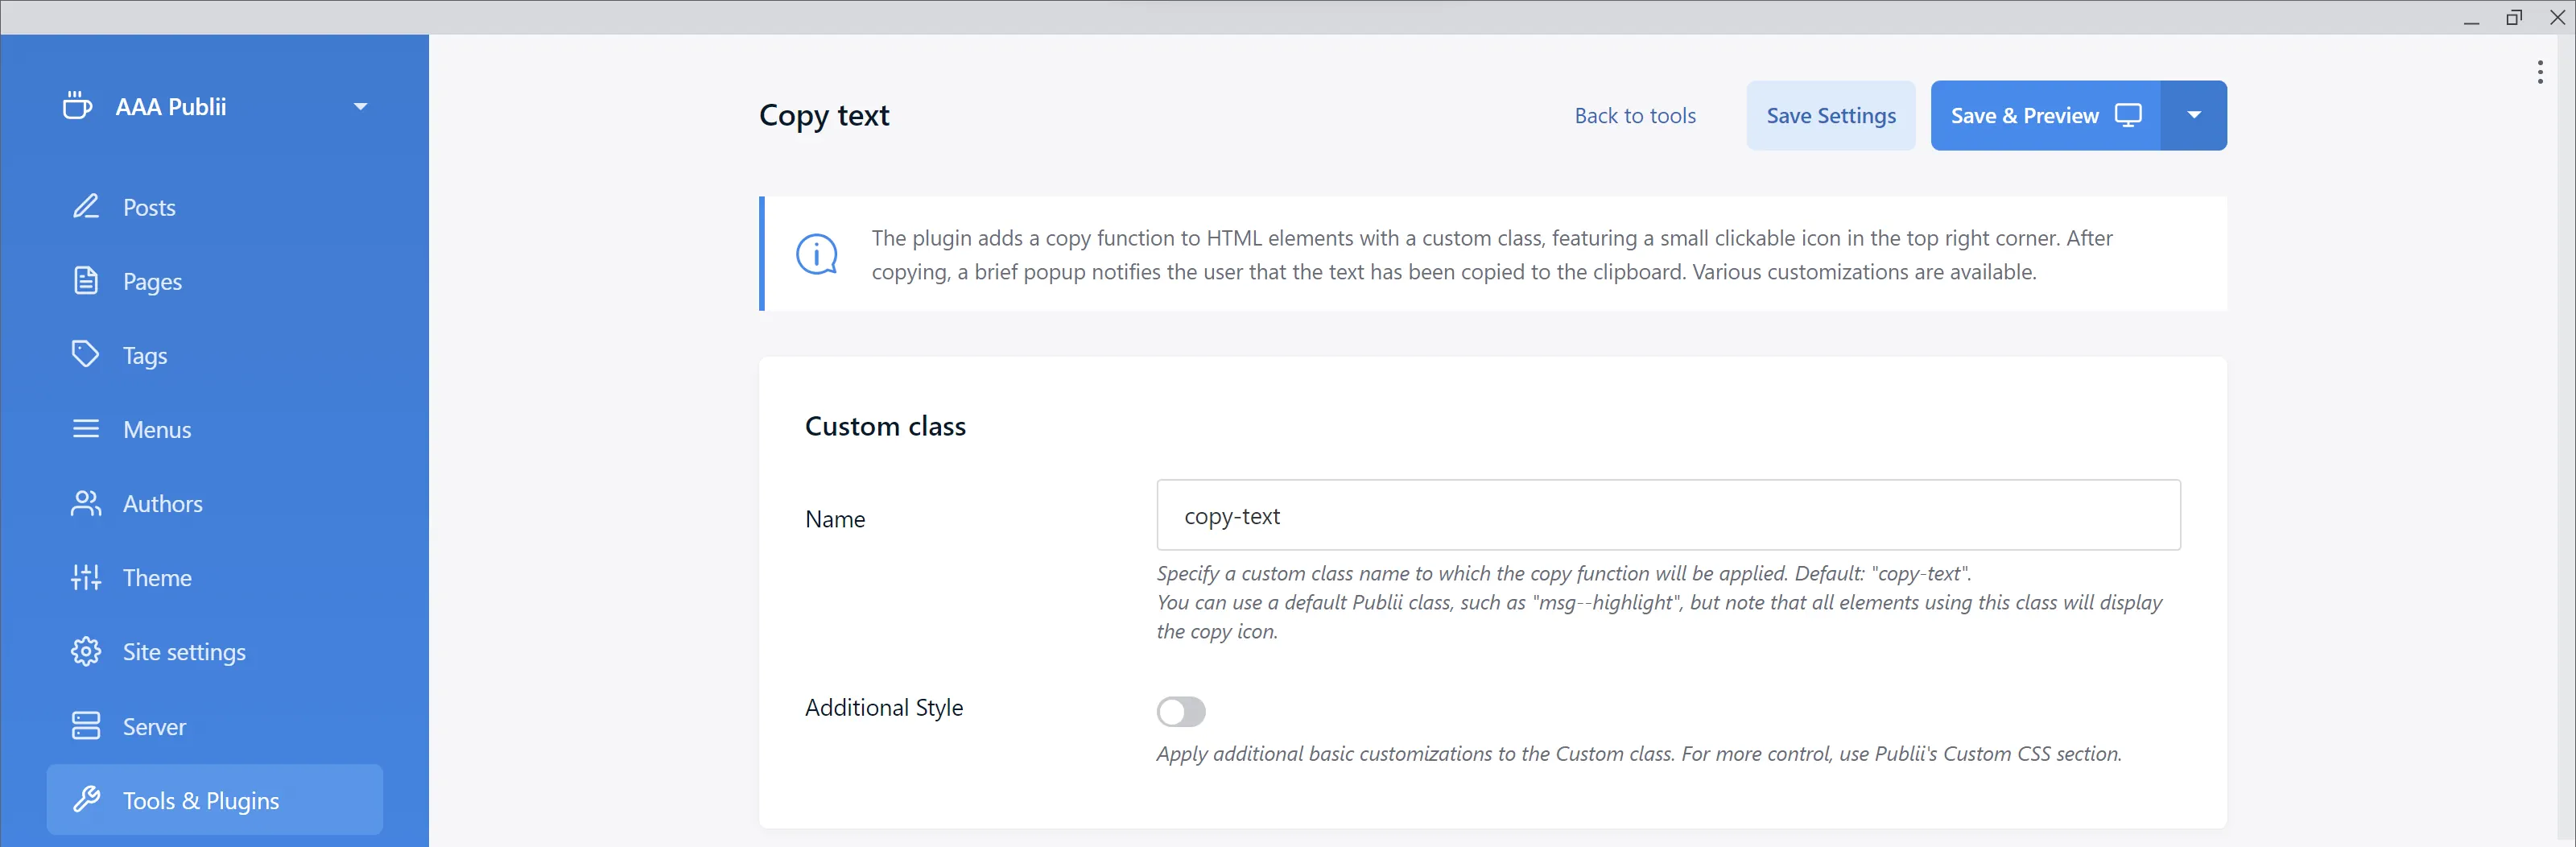 AAA Publii
Posts
Pages
Tags
Menus
Authors
Theme
Site settings
Server
Tools & Plugins
Copy text
Back to tools
Save Settings
Save & Preview
The plugin adds a copy function to HTML elements with a custom class, featuring a small clickable icon in the top right corner. After
copying, a brief popup notifies the user that the text has been copied to the clipboard. Various customizations are available.
Custom class
Name
copy-text
Specify a custom class name to which the copy function will be applied. Default: "copy-text".
You can use a default Publii class, such as "msg--highlight", but note that all elements using this class will display
the copy icon.
Additional Style
Apply additional basic customizations to the Custom class. For more control, use Publii's Custom CSS section.